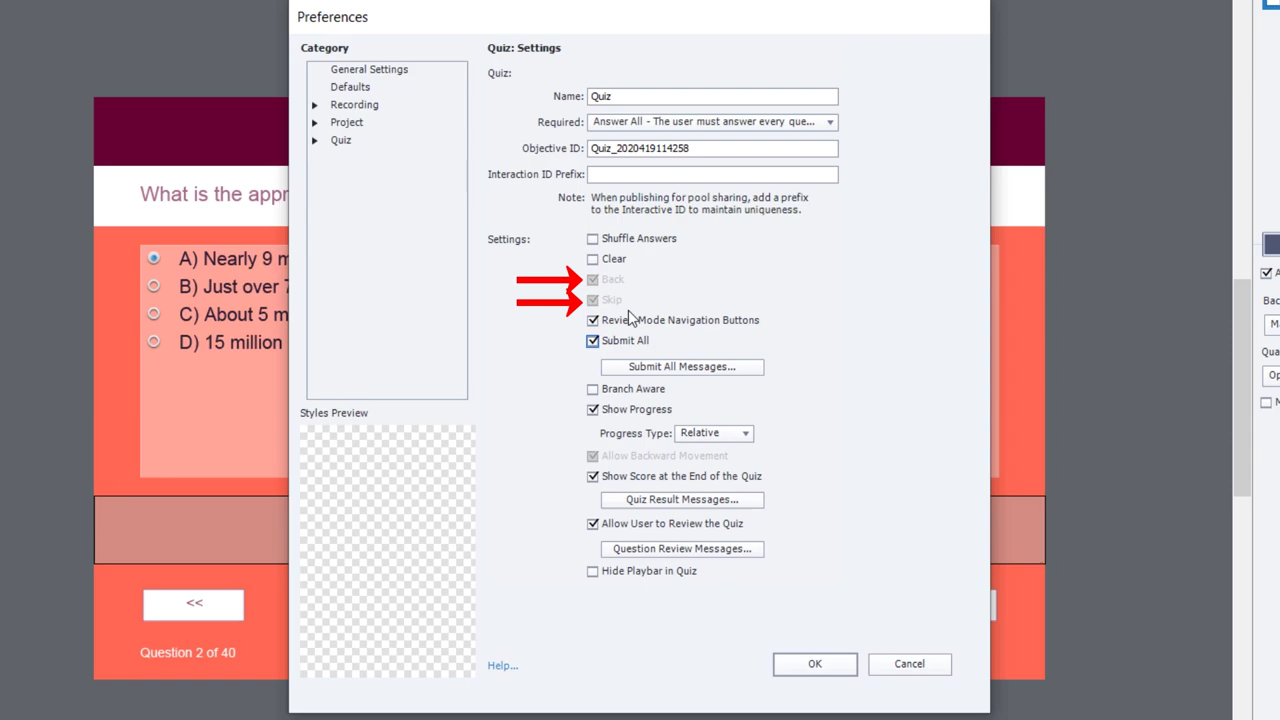 Preferences
Category
General Settings
Defaults
Recording
Project
Quiz
Styles Preview
Quiz: Settings
Quiz:
Name: Quiz
Required: Answer All - The user must answer every que...
Objective ID: Quiz_2020419114258
Interaction ID Prefix:
Note: When publishing for pool sharing, add a prefix
to the Interactive ID to maintain uniqueness.
Settings:
Shuffle Answers
Clear
Back
Skip
Review Mode Navigation Buttons
Submit All
Submit All Messages...
Branch Aware
Show Progress
Progress Type: Relative
Allow Backward Movement
Show Score at the End of the Quiz
Quiz Result Messages...
Allow User to Review the Quiz
Question Review Messages...
Hide Playbar in Quiz
Help...
OK
Cancel
What is the appr
A) Nearly 9 m
B) Just over 7
C) About 5 m
D) 15 million
<<
Question 2 of 40